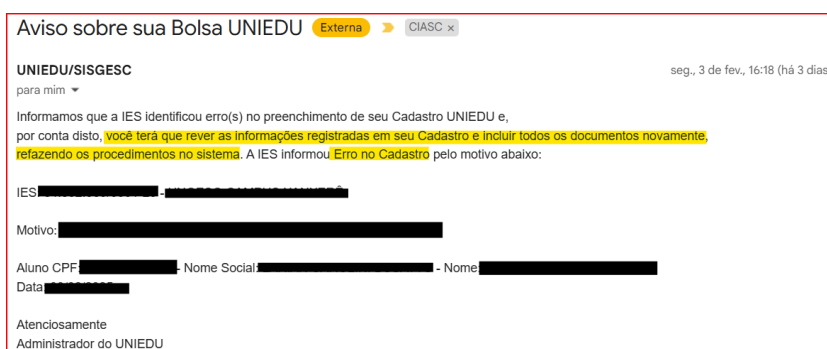 Aviso sobre sua Bolsa UNIEDU Externa CIASC ×
UNIEDU/SISGESC seg., 3 de fev., 16:18 (há 3 dias
para mim
Informamos que a IES identificou erro(s) no preenchimento de seu Cadastro UNIEDU e,
por conta disto, você terá que rever as informações registradas em seu Cadastro e incluir todos os documentos novamente,
refazendo os procedimentos no sistema. A IES informou Erro no Cadastro pelo motivo abaixo:
IES -
Motivo:
Aluno CPF - Nome Social: - Nome
Data
Atenciosamente
Administrador do UNIEDU